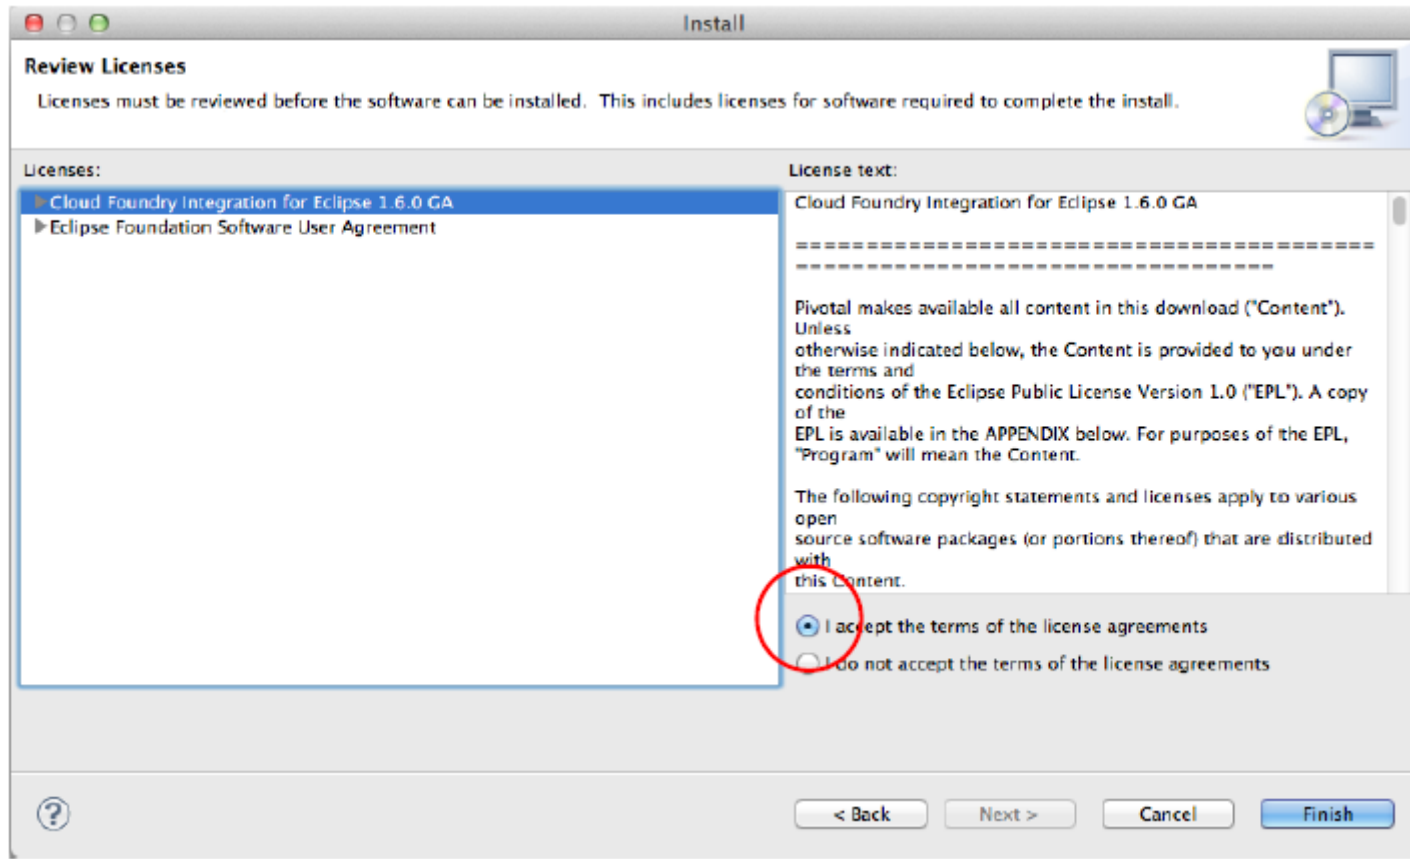 Install
Review Licenses
Licenses must be reviewed before the software can be installed.  This includes licenses for software required to complete the install.
Licenses:
Cloud Foundry Integration for Eclipse 1.6.0 GA
Eclipse Foundation Software User Agreement
License text:
Cloud Foundry Integration for Eclipse 1.6.0 GA
=========================================
==================================
Pivotal makes available all content in this download ("Content").
Unless
otherwise indicated below, the Content is provided to you under
the terms and
conditions of the Eclipse Public License Version 1.0 ("EPL"). A copy
of the
EPL is available in the APPENDIX below. For purposes of the EPL,
"Program" will mean the Content.
The following copyright statements and licenses apply to various
open
source software packages (or portions thereof) that are distributed
with
this Content.
I accept the terms of the license agreements
I do not accept the terms of the license agreements
?
< Back
Next >
Cancel
Finish